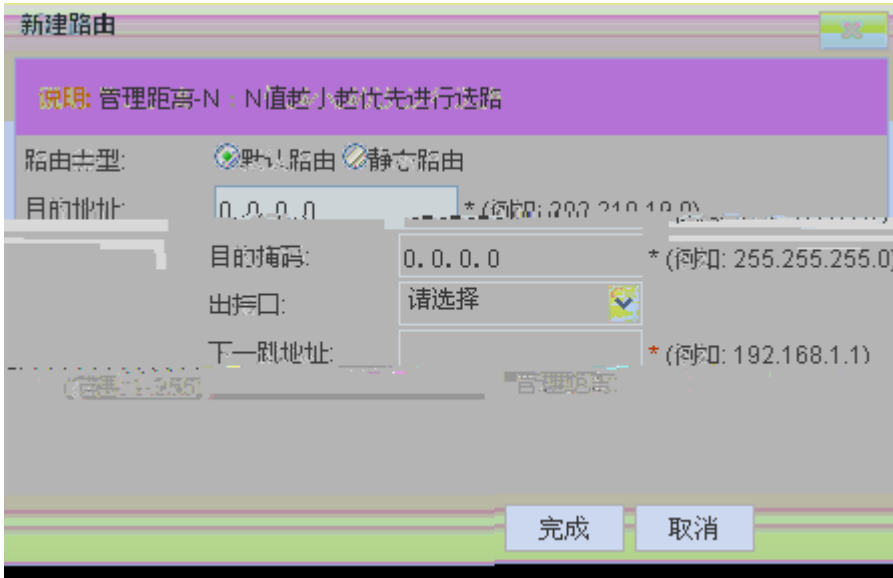 新建路由
说明: 管理距离-N：N值越小越优先进行选路
路由类型: 默认路由 静态路由
目的地址: 0.0.0.0 * (例如:
目的掩码: 0.0.0.0 * (例如: 255.255.255.0)
出接口: 请选择
下一跳地址: * (例如: 192.168.1.1)
管理距离:
完成 取消